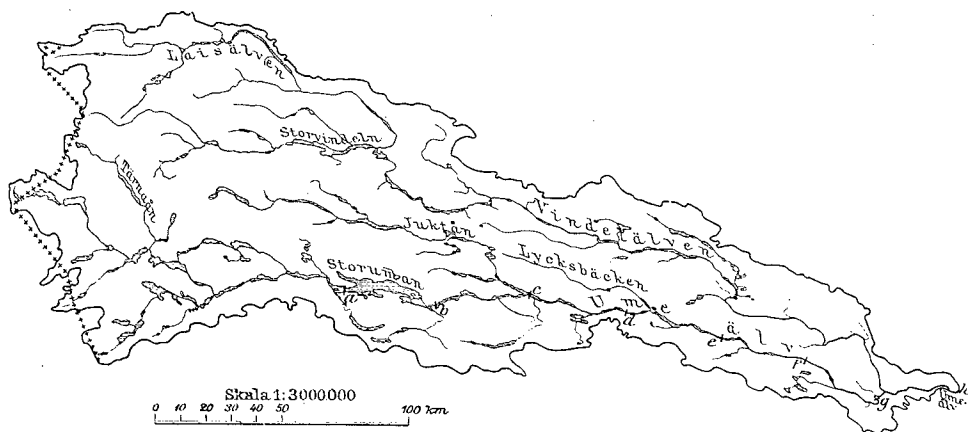 Laisälven
Storvindeln
Tärnån
Vindelälven
Juktån
Lycksbäcken
Storuman
a
b
c
Ume älv
d
e
f
g
h
Skala 1:3000000
0 10 20 30 40 50 100 km